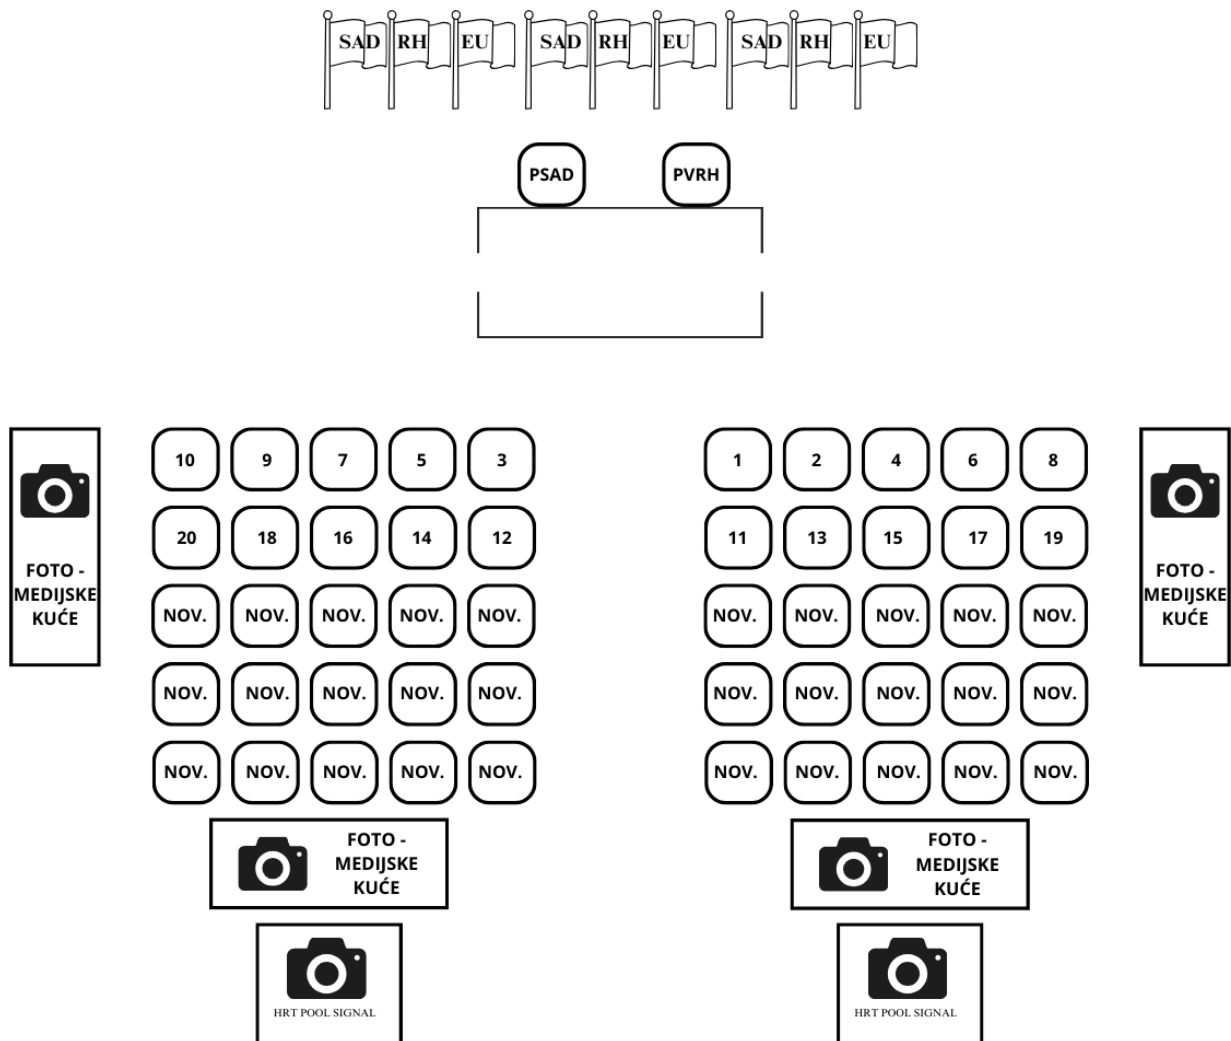 SAD RH EU SAD RH EU SAD RH EU
PSAD PVRH
10 9 7 5 3 1 2 4 6 8
20 18 16 14 12 11 13 15 17 19
FOTO -
MEDIJSKE
KUĆE
FOTO -
MEDIJSKE
KUĆE
NOV. NOV. NOV. NOV. NOV. NOV. NOV. NOV. NOV. NOV.
NOV. NOV. NOV. NOV. NOV. NOV. NOV. NOV. NOV. NOV.
NOV. NOV. NOV. NOV. NOV. NOV. NOV. NOV. NOV. NOV.
FOTO -
MEDIJSKE
KUĆE
FOTO -
MEDIJSKE
KUĆE
HRT POOL SIGNAL
HRT POOL SIGNAL